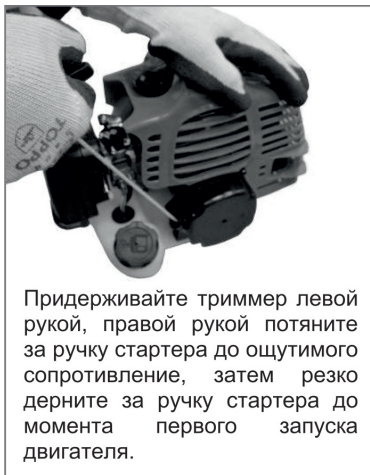 TOPPO
Придерживайте триммер левой
рукой, правой рукой потяните
за ручку стартера до ощутимого
сопротивление, затем резко
дерните за ручку стартера до
момента первого запуска
двигателя.